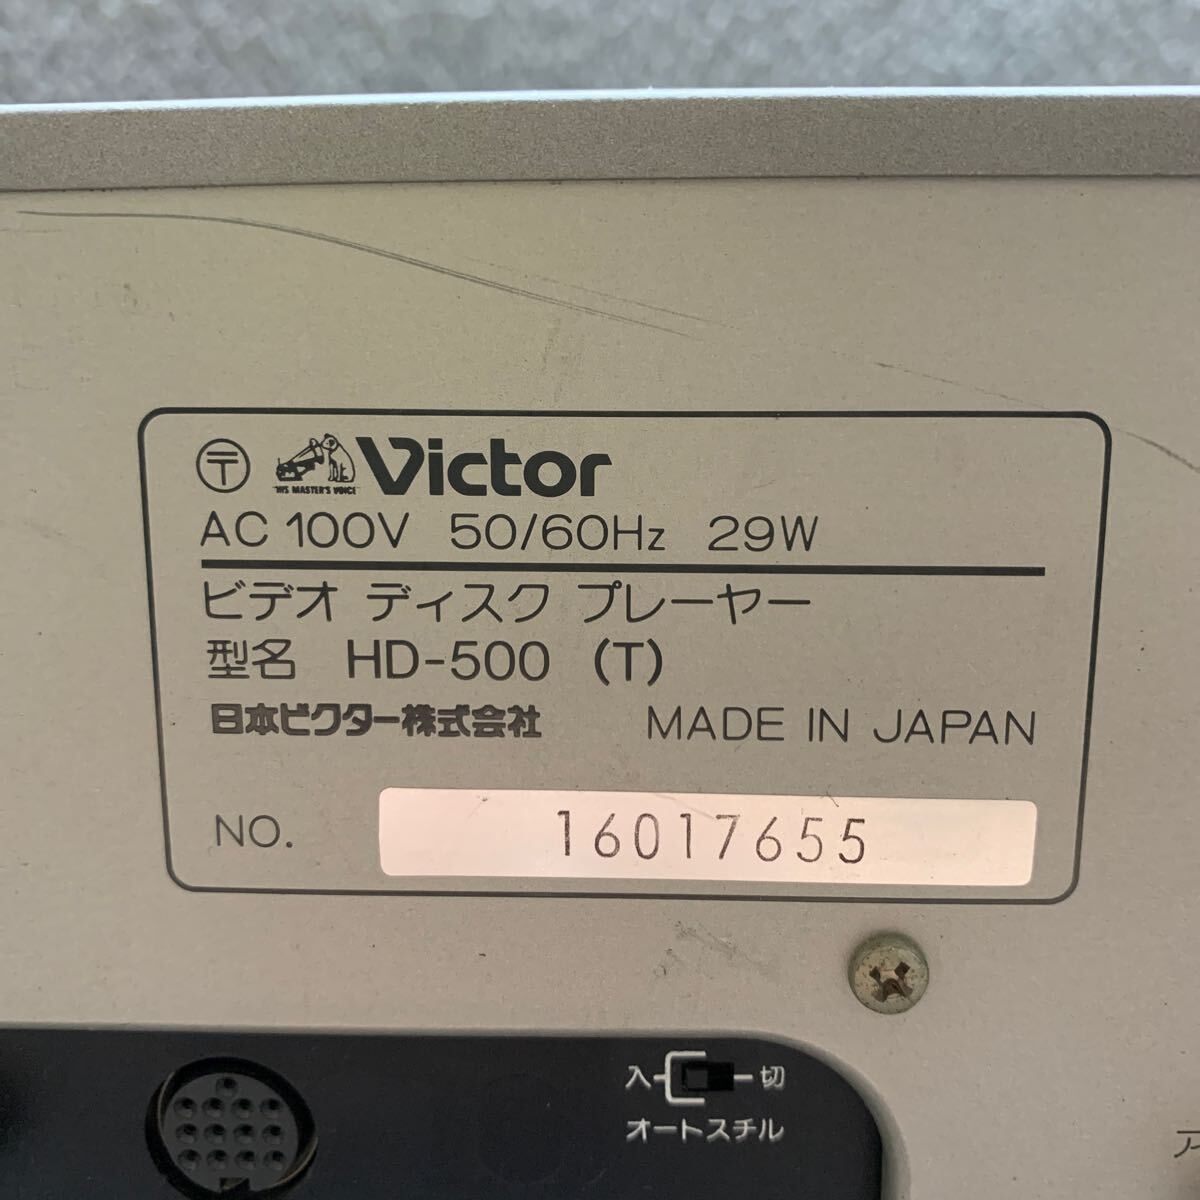 〒 HIS MASTER'S VOICE Victor
AC 100V 50/60Hz 29W
ビデオ ディスク プレーヤー
型名 HD-500 (T)
日本ビクター株式会社 MADE IN JAPAN
NO. 16017655
入 切
オートスチル